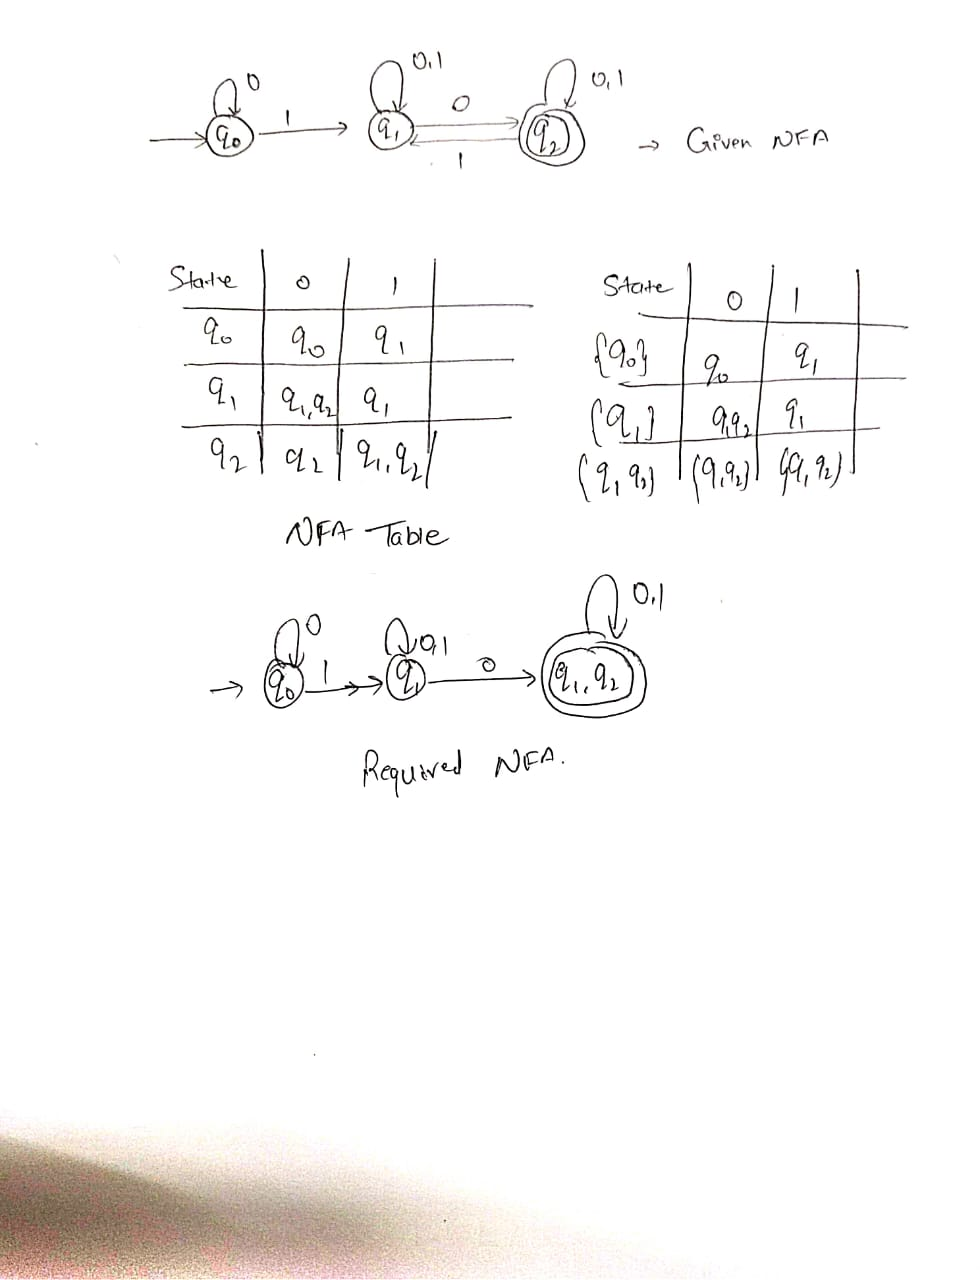 0 0,1 0,1
q0 1 q1 0 q2 → Given NFA
1
State 0 1
q0 q0 q1
q1 q1,q2 q1
q2 q2 q1,q2
NFA Table
State 0 1
{q0} q0 q1
{q1} q1q2 q1
{q1 q2} {q1,q2} {q1, q2}
0 0,1 0,1
q0 1 q1 0 q1,q2
Required NFA.